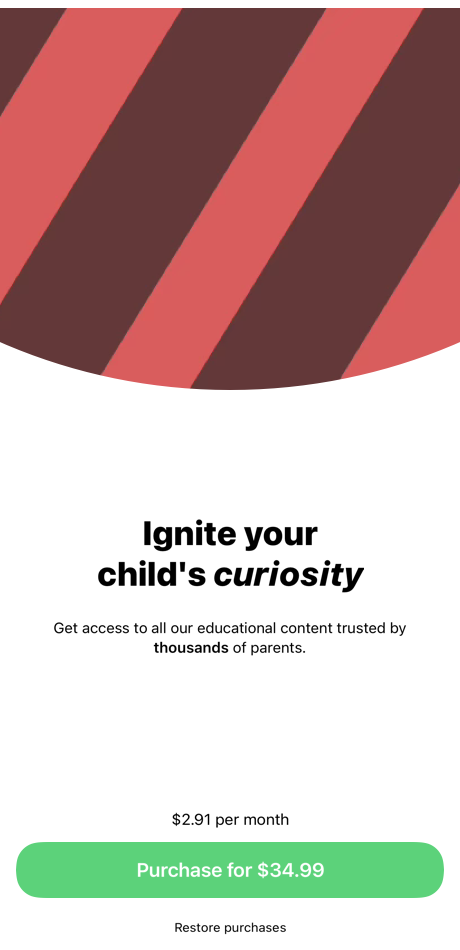 Ignite your
child's curiosity
Get access to all our educational content trusted by
thousands of parents.
$2.91 per month
Purchase for $34.99
Restore purchases